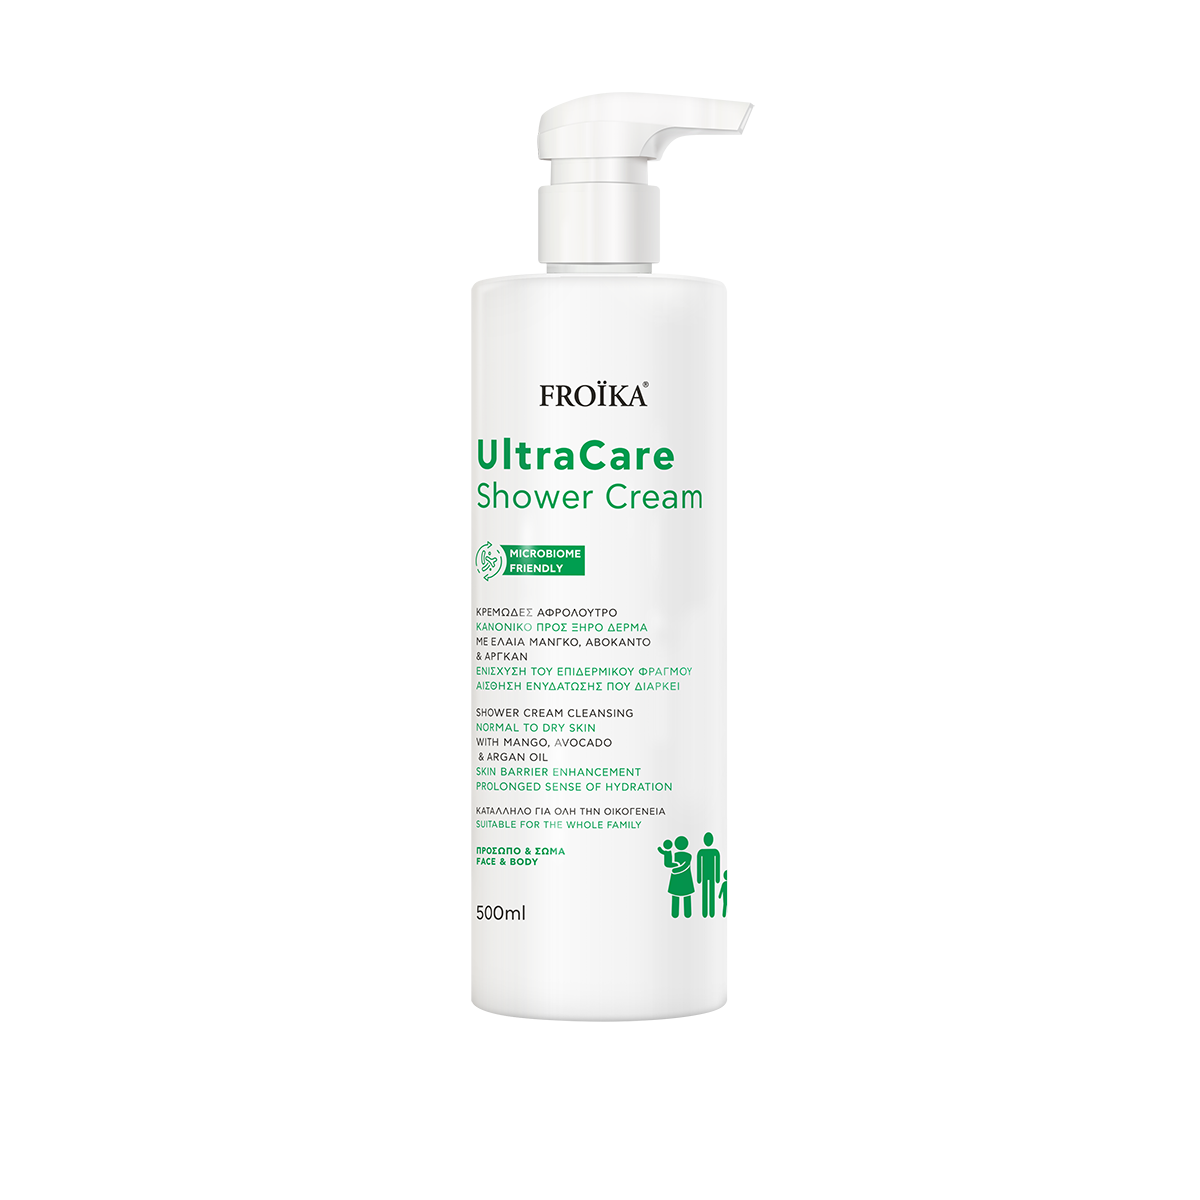 FROÏKA®
UltraCare
Shower Cream
MICROBIOME
FRIENDLY
ΚΡΕΜΩΔΕΣ ΑΦΡΟΛΟΥΤΡΟ
ΚΑΝΟΝΙΚΟ ΠΡΟΣ ΞΗΡΟ ΔΕΡΜΑ
ΜΕ ΕΛΑΙΑ ΜΑΝΓΚΟ, ΑΒΟΚΑΝΤΟ
& ΑΡΓΚΑΝ
ΕΝΙΣΧΥΣΗ ΤΟΥ ΕΠΙΔΕΡΜΙΚΟΥ ΦΡΑΓΜΟΥ
ΑΙΣΘΗΣΗ ΕΝΥΔΑΤΩΣΗΣ ΠΟΥ ΔΙΑΡΚΕΙ
SHOWER CREAM CLEANSING
NORMAL TO DRY SKIN
WITH MANGO, AVOCADO
& ARGAN OIL
SKIN BARRIER ENHANCEMENT
PROLONGED SENSE OF HYDRATION
ΚΑΤΑΛΛΗΛΟ ΓΙΑ ΟΛΗ ΤΗΝ ΟΙΚΟΓΕΝΕΙΑ
SUITABLE FOR THE WHOLE FAMILY
ΠΡΟΣΩΠΟ & ΣΩΜΑ
FACE & BODY
500ml